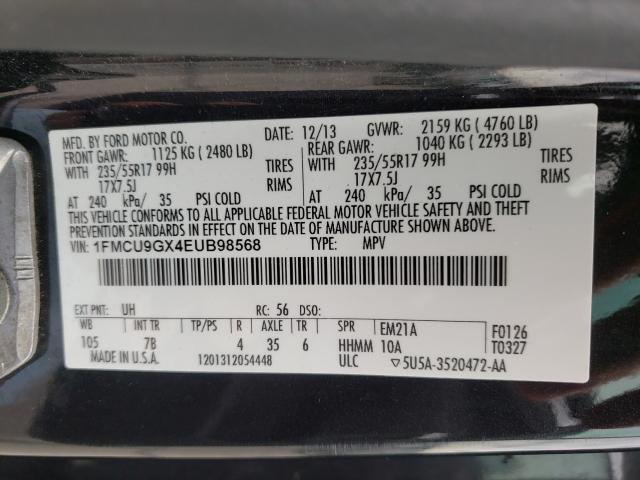 MFD. BY FORD MOTOR CO.
DATE: 12/13 GVWR: 2159 KG (4760 LB)
FRONT GAWR: 1125 KG (2480 LB) REAR GAWR: 1040 KG (2293 LB)
WITH 235/55R17 99H TIRES WITH 235/55R17 99H TIRES
17X7.5J RIMS 17X7.5J RIMS
AT 240 kPa/ 35 PSI COLD AT 240 kPa/ 35 PSI COLD
THIS VEHICLE CONFORMS TO ALL APPLICABLE FEDERAL MOTOR VEHICLE SAFETY AND THEFT
PREVENTION STANDARDS IN EFFECT ON THE DATE OF MANUFACTURE SHOWN ABOVE.
VIN: 1FMCU9GX4EUB98568 TYPE: MPV
EXT PNT: UH RC: 56 DSO:
WB INT TR TP/PS R AXLE TR SPR EM21A F0126
105 7B 4 35 6 HHMM 10A T0327
MADE IN U.S.A. 1201312054448 ULC ▽5U5A-3520472-AA